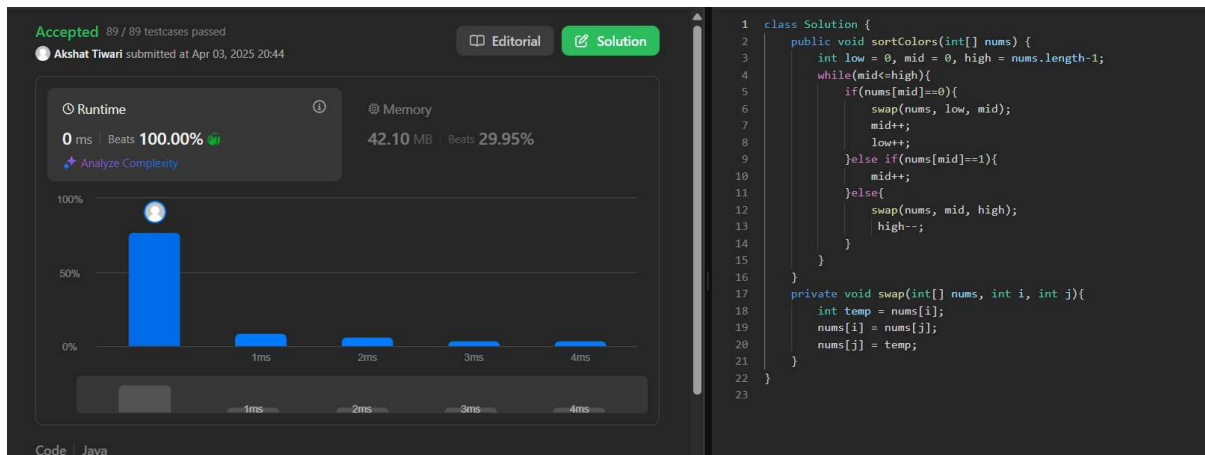 Accepted 89 / 89 testcases passed
Akshat Tiwari submitted at Apr 03, 2025 20:44
Editorial
Solution
Runtime
0 ms Beats 100.00%
Analyze Complexity
Memory
42.10 MB Beats 29.95%
100%
50%
0%
1ms 2ms 3ms 4ms
1ms 2ms 3ms 4ms
Code | Java
1 class Solution {
2     public void sortColors(int[] nums) {
3         int low = 0, mid = 0, high = nums.length-1;
4         while(mid<=high){
5             if(nums[mid]==0){
6                 swap(nums, low, mid);
7                 mid++;
8                 low++;
9             }else if(nums[mid]==1){
10                 mid++;
11             }else{
12                 swap(nums, mid, high);
13                  high--;
14             }
15         }
16     }
17     private void swap(int[] nums, int i, int j){
18         int temp = nums[i];
19         nums[i] = nums[j];
20         nums[j] = temp;
21     }
22 }
23